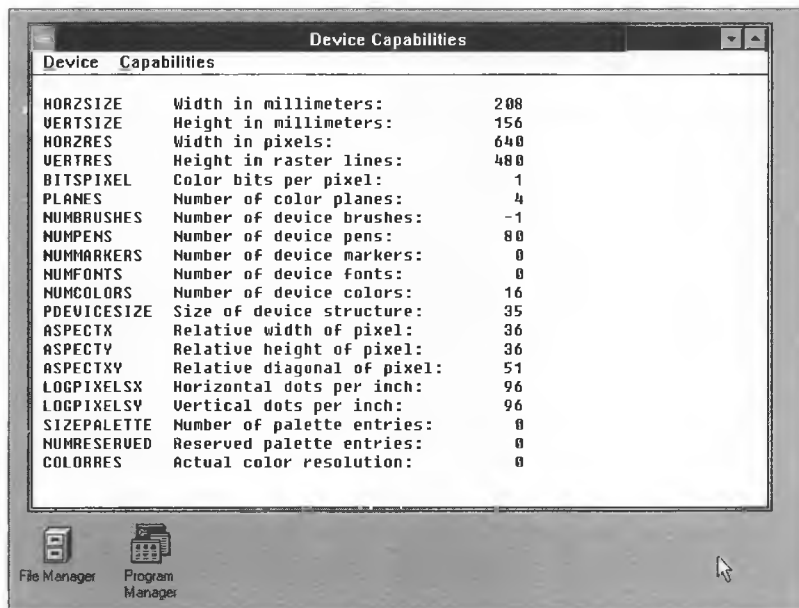 Device Capabilities
Device Capabilities
HORZSIZE Width in millimeters: 208
VERTSIZE Height in millimeters: 156
HORZRES Width in pixels: 640
VERTRES Height in raster lines: 480
BITSPIXEL Color bits per pixel: 1
PLANES Number of color planes: 4
NUMBRUSHES Number of device brushes: -1
NUMPENS Number of device pens: 80
NUMMARKERS Number of device markers: 0
NUMFONTS Number of device fonts: 0
NUMCOLORS Number of device colors: 16
PDEVICESIZE Size of device structure: 35
ASPECTX Relative width of pixel: 36
ASPECTY Relative height of pixel: 36
ASPECTXY Relative diagonal of pixel: 51
LOGPIXELSX Horizontal dots per inch: 96
LOGPIXELSY Vertical dots per inch: 96
SIZEPALETTE Number of palette entries: 0
NUMRESERVED Reserved palette entries: 0
COLORRES Actual color resolution: 0
File Manager
Program
Manager